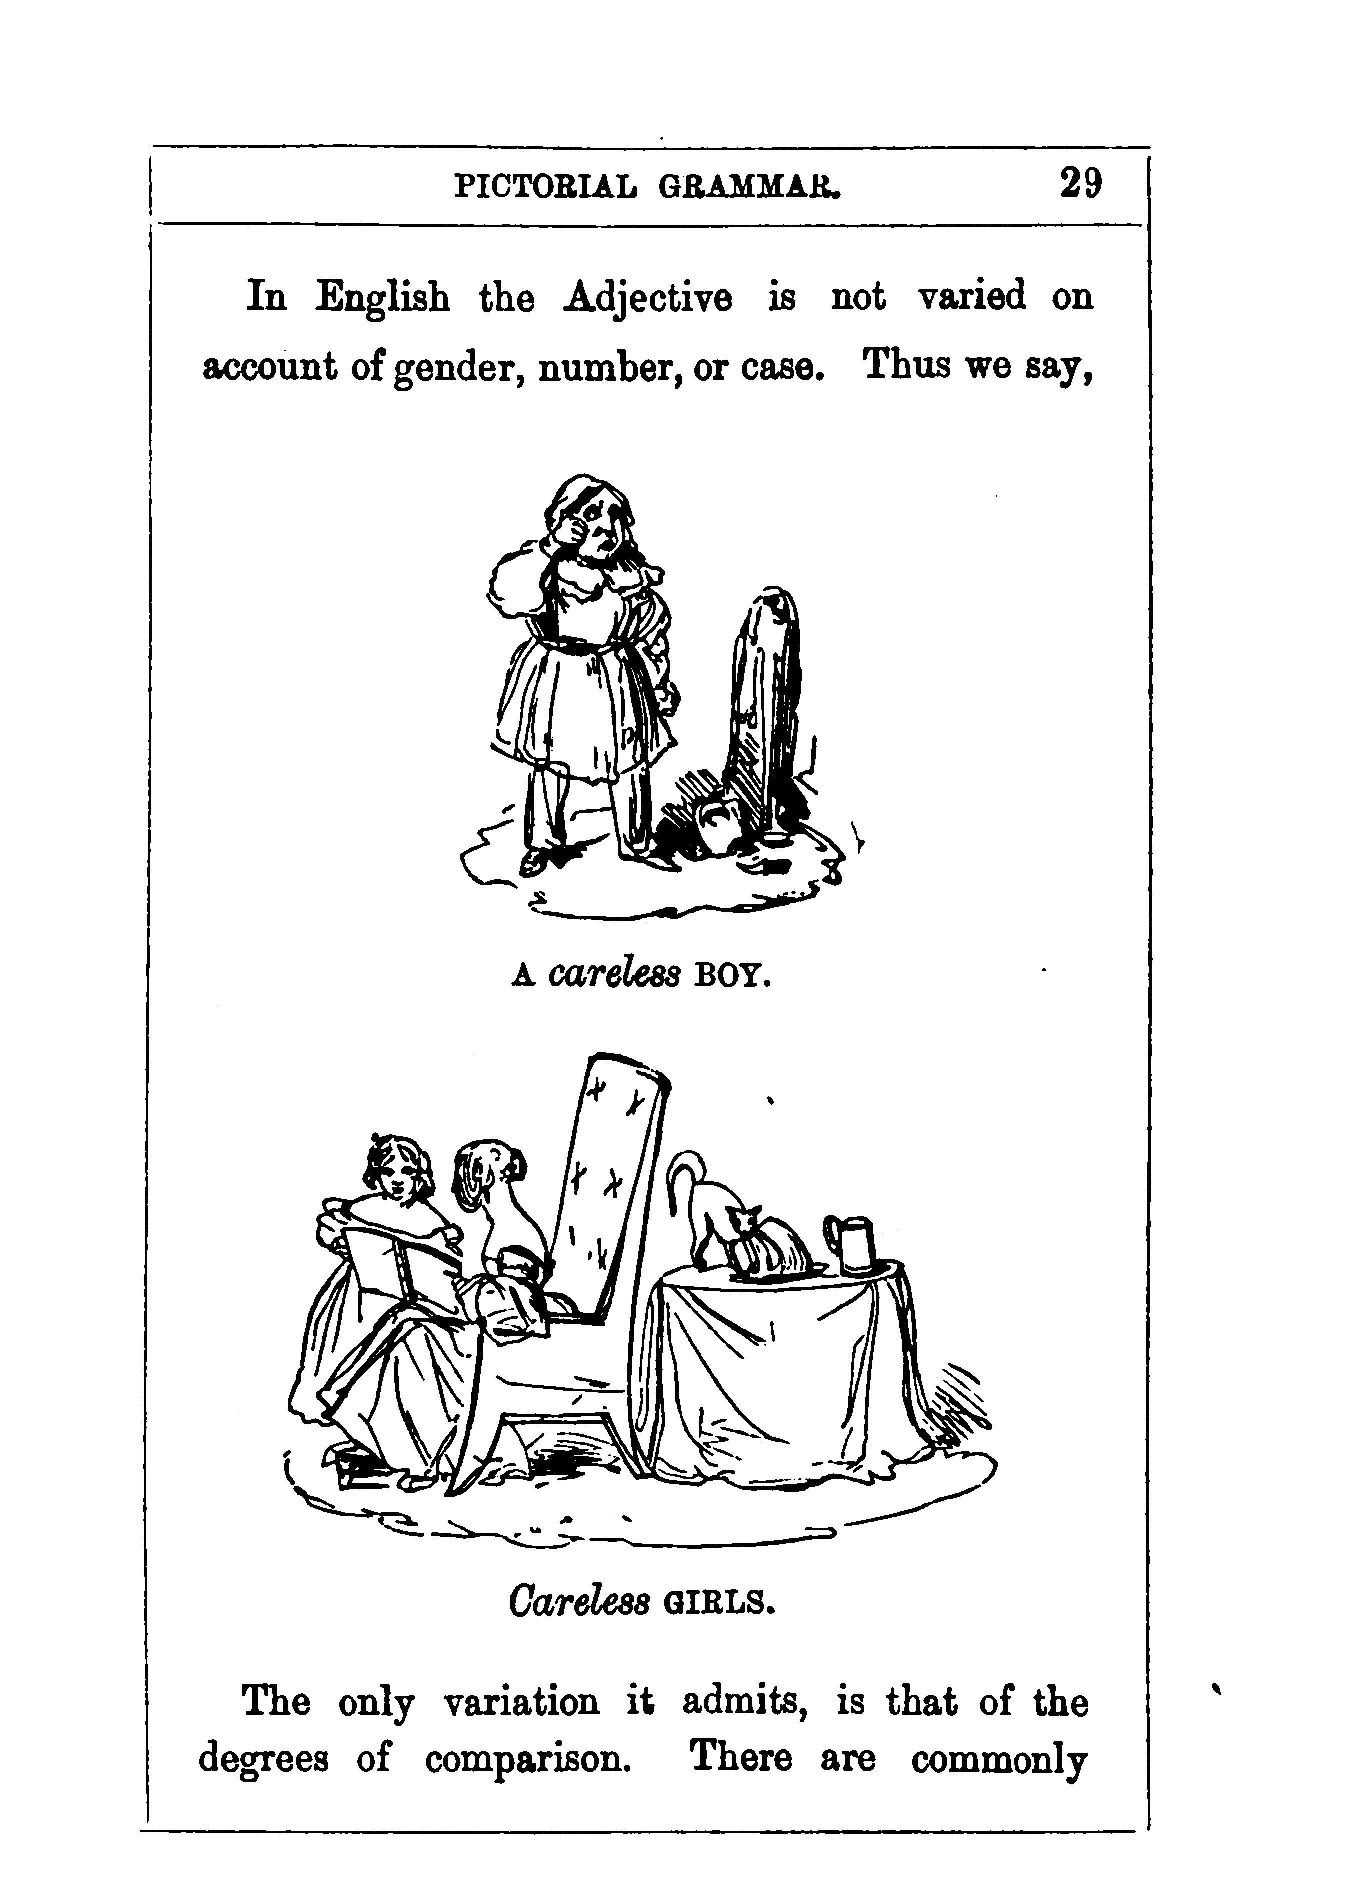 PICTORIAL GRAMMAR. 29
In English the Adjective is not varied on
account of gender, number, or case. Thus we say,
A careless BOY.
Careless GIRLS.
The only variation it admits, is that of the
degrees of comparison. There are commonly